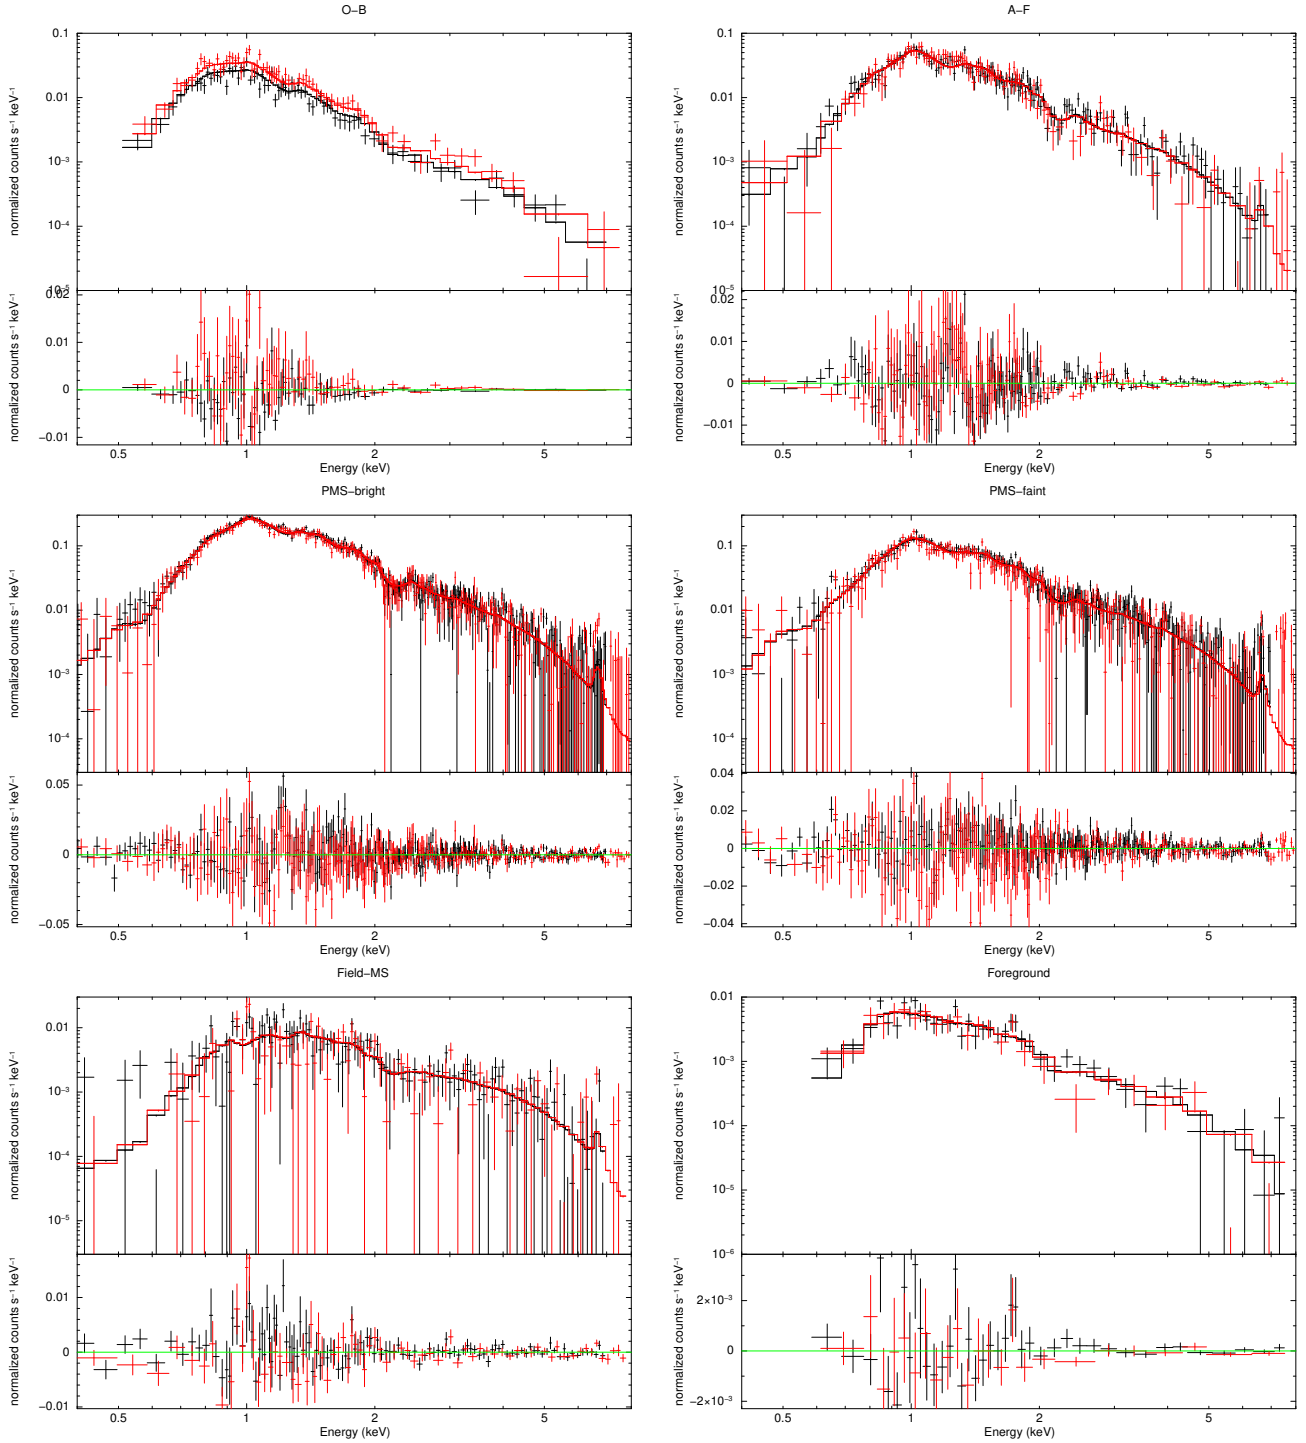 O−B
normalized counts s⁻¹ keV⁻¹
0.1
0.01
10⁻³
10⁻⁴
10⁻⁵
normalized counts s⁻¹ keV⁻¹
0.02
0.01
0
−0.01
0.5 1 2 5
Energy (keV)
A−F
normalized counts s⁻¹ keV⁻¹
0.1
0.01
10⁻³
10⁻⁴
10⁻⁵
normalized counts s⁻¹ keV⁻¹
0.02
0.01
0
−0.01
0.5 1 2 5
Energy (keV)
PMS−bright
normalized counts s⁻¹ keV⁻¹
0.1
0.01
10⁻³
10⁻⁴
normalized counts s⁻¹ keV⁻¹
0.05
0
−0.05
0.5 1 2 5
Energy (keV)
PMS−faint
normalized counts s⁻¹ keV⁻¹
0.1
0.01
10⁻³
10⁻⁴
normalized counts s⁻¹ keV⁻¹
0.04
0.02
0
−0.02
−0.04
0.5 1 2 5
Energy (keV)
Field−MS
normalized counts s⁻¹ keV⁻¹
0.01
10⁻³
10⁻⁴
10⁻⁵
normalized counts s⁻¹ keV⁻¹
0.01
0
−0.01
0.5 1 2 5
Energy (keV)
Foreground
normalized counts s⁻¹ keV⁻¹
0.01
10⁻³
10⁻⁴
10⁻⁵
10⁻⁶
normalized counts s⁻¹ keV⁻¹
2×10⁻³
0
−2×10⁻³
0.5 1 2 5
Energy (keV)